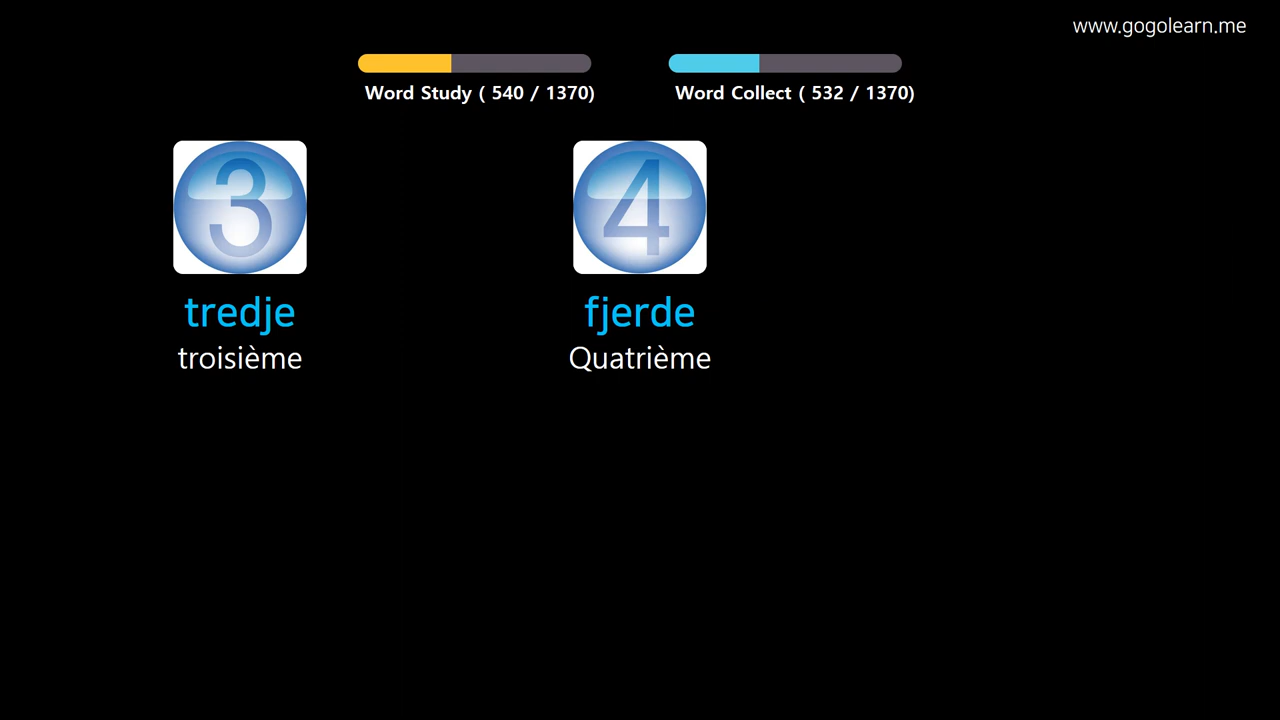 www.gogolearn.me
Word Study ( 540 / 1370)
Word Collect ( 532 / 1370)
3
4
tredje
fjerde
troisième
Quatrième